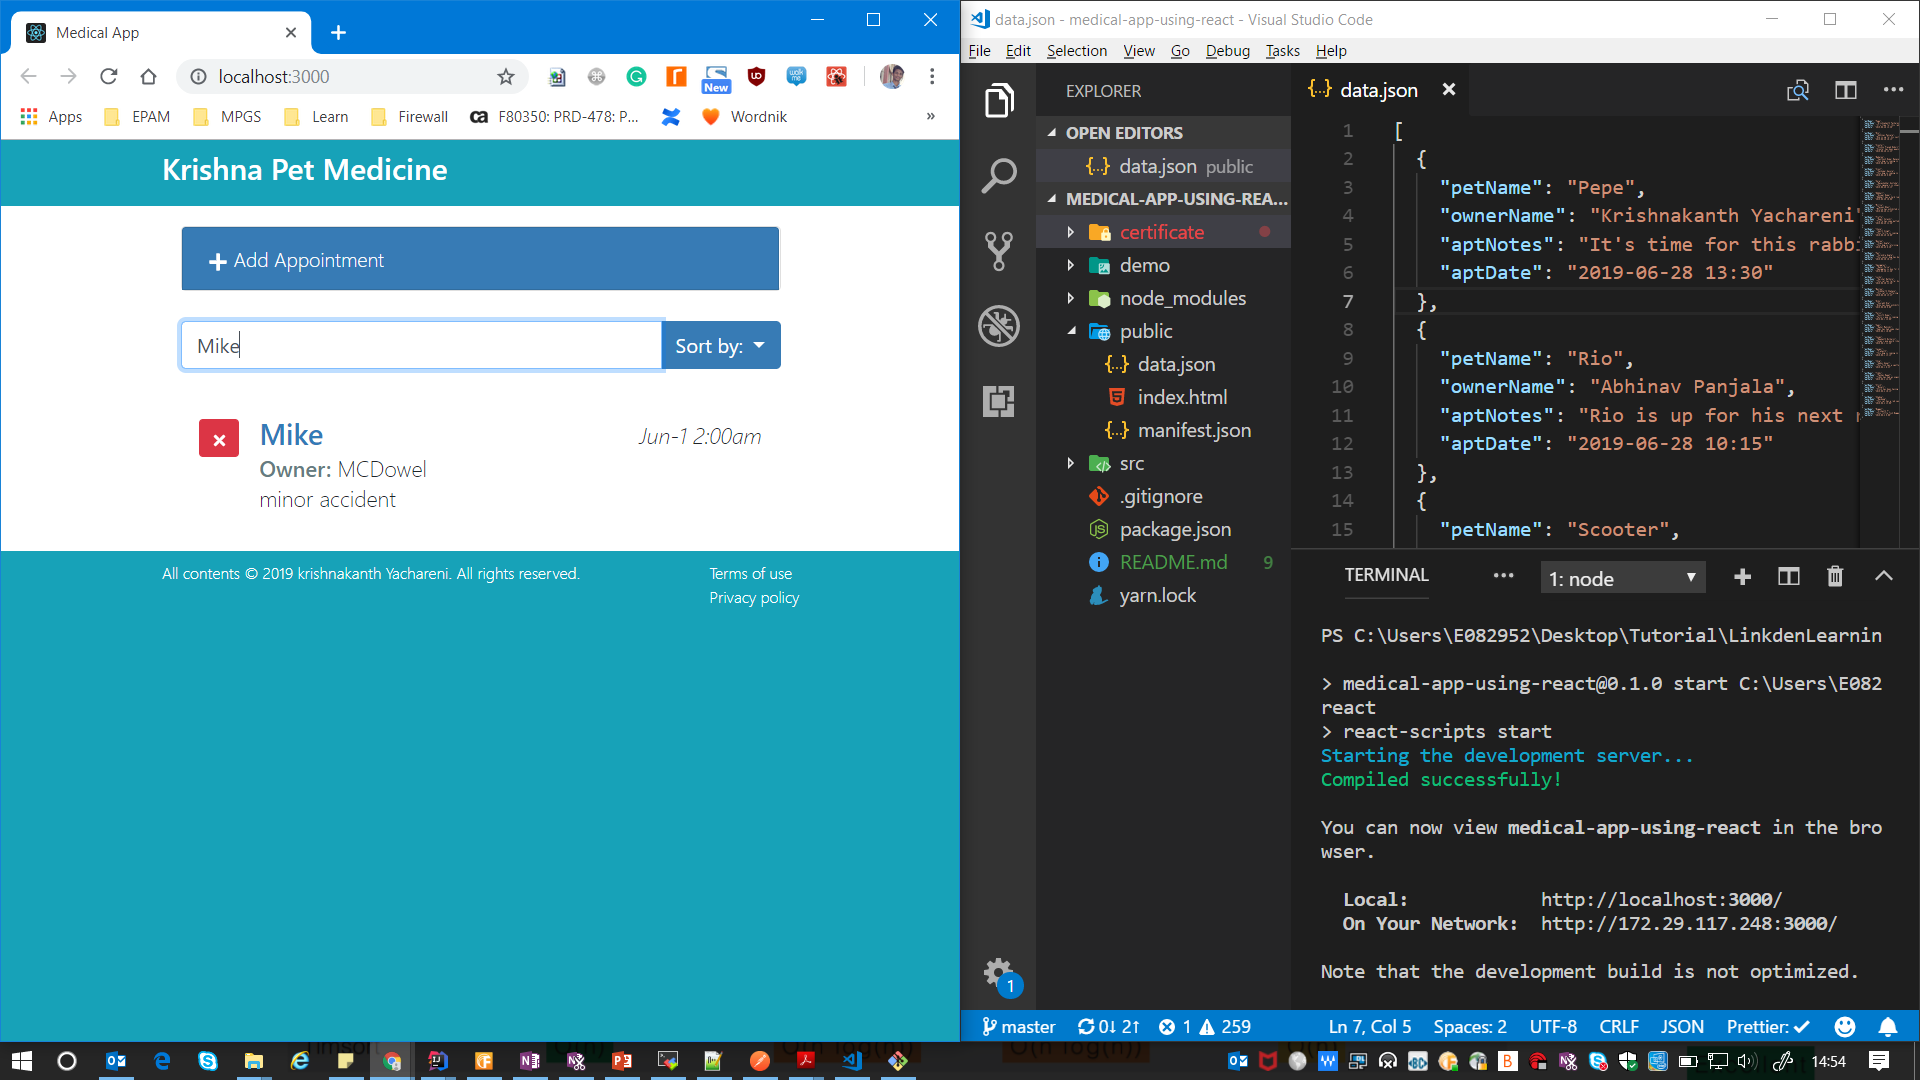 Medical App
localhost:3000
New
Apps
EPAM
MPGS
Learn
Firewall
ca
F80350: PRD-478: P...
Wordnik
»
Krishna Pet Medicine
Add Appointment
Mike
Sort by:
Mike
Jun-1 2:00am
Owner: MCDowel
minor accident
All contents © 2019 krishnakanth Yachareni. All rights reserved.
Terms of use
Privacy policy
data.json - medical-app-using-react - Visual Studio Code
File Edit Selection View Go Debug Tasks Help
EXPLORER
OPEN EDITORS
{..} data.json public
MEDICAL-APP-USING-REA...
certificate
demo
node_modules
public
{..} data.json
index.html
{..} manifest.json
src
.gitignore
package.json
README.md 9
yarn.lock
1
{..} data.json
1 [
2 {
3 "petName": "Pepe",
4 "ownerName": "Krishnakanth Yachareni"
5 "aptNotes": "It's time for this rabbi
6 "aptDate": "2019-06-28 13:30"
7 },
8 {
9 "petName": "Rio",
10 "ownerName": "Abhinav Panjala",
11 "aptNotes": "Rio is up for his next r
12 "aptDate": "2019-06-28 10:15"
13 },
14 {
15 "petName": "Scooter",
TERMINAL
1: node
PS C:\Users\E082952\Desktop\Tutorial\LinkdenLearnin
> medical-app-using-react@0.1.0 start C:\Users\E082
react
> react-scripts start
Starting the development server...
Compiled successfully!
You can now view medical-app-using-react in the bro
wser.
Local: http://localhost:3000/
On Your Network: http://172.29.117.248:3000/
Note that the development build is not optimized.
master
0↓ 2↑
1
259
Ln 7, Col 5
Spaces: 2
UTF-8
CRLF
JSON
Prettier: ✓
14:54